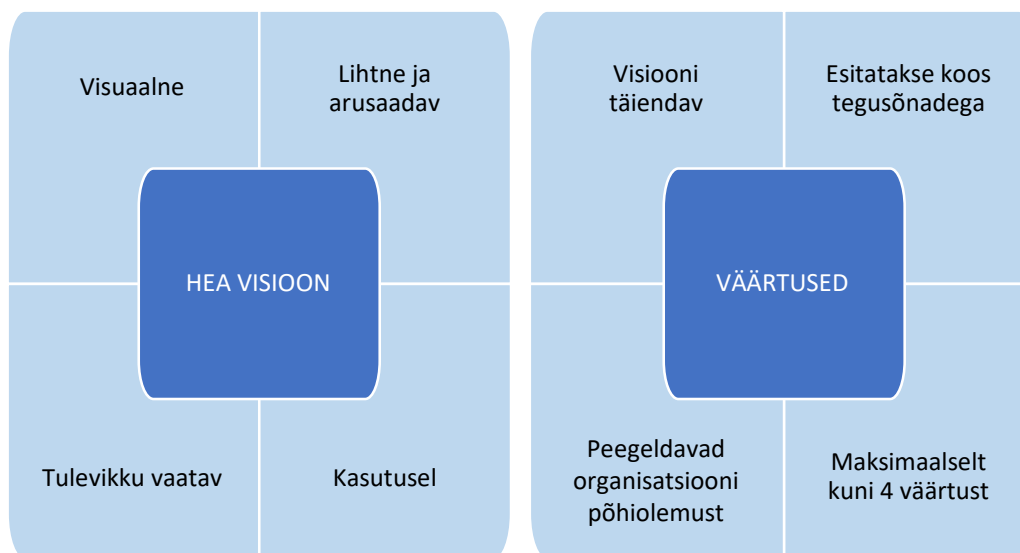 Visuaalne
Lihtne ja
arusaadav
HEA VISIOON
Tulevikku vaatav
Kasutusel
Visiooni
täiendav
Esitatakse koos
tegusõnadega
VÄÄRTUSED
Peegeldavad
organisatsiooni
põhiolemust
Maksimaalselt
kuni 4 väärtust